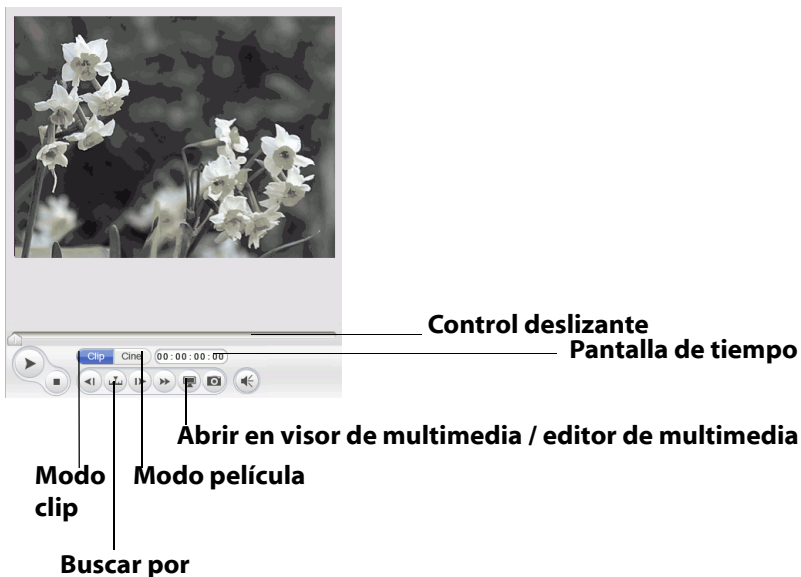 Control deslizante
Clip Cine 00:00:00:00
Pantalla de tiempo
Abrir en visor de multimedia / editor de multimedia
Modo
clip
Modo película
Buscar por